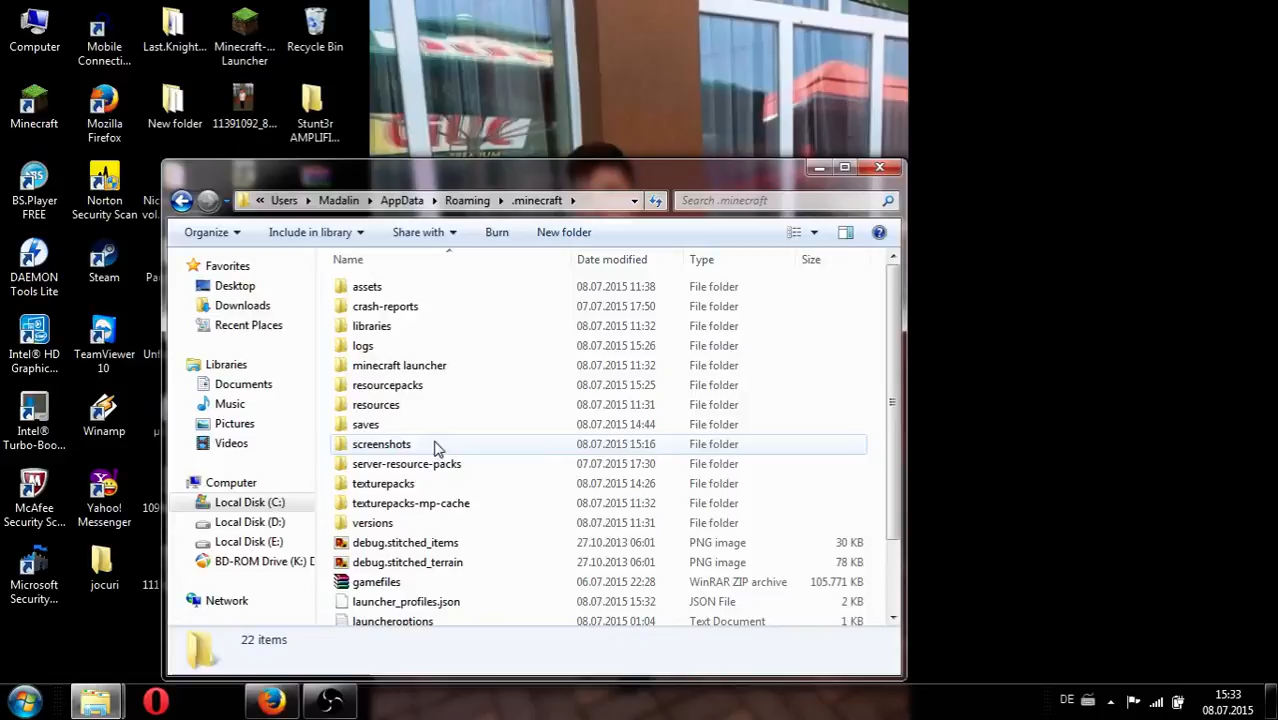 Computer
Mobile Connecti...
Last.Knight...
Minecraft-... Launcher
Recycle Bin
Minecraft
Mozilla Firefox
New folder
11391092_8...
Stunt3r AMPLIFI...
BS.Player FREE
Norton Security Scan
DAEMON Tools Lite
Steam
Intel® HD Graphic...
TeamViewer 10
Intel® Turbo-Boo...
Winamp
McAfee Security Sc...
Yahoo! Messenger
Microsoft Security...
jocuri
« Users Madalin AppData Roaming .minecraft
Search .minecraft
Organize Include in library Share with Burn New folder
Name Date modified Type Size
Favorites
Desktop
Downloads
Recent Places
Libraries
Documents
Music
Pictures
Videos
Computer
Local Disk (C:)
Local Disk (D:)
Local Disk (E:)
BD-ROM Drive (K:) D
Network
assets 08.07.2015 11:38 File folder
crash-reports 07.07.2015 17:50 File folder
libraries 08.07.2015 11:32 File folder
logs 08.07.2015 15:26 File folder
minecraft launcher 08.07.2015 11:32 File folder
resourcepacks 08.07.2015 15:25 File folder
resources 08.07.2015 11:31 File folder
saves 08.07.2015 14:44 File folder
screenshots 08.07.2015 15:16 File folder
server-resource-packs 07.07.2015 17:30 File folder
texturepacks 08.07.2015 14:26 File folder
texturepacks-mp-cache 08.07.2015 11:32 File folder
versions 08.07.2015 11:31 File folder
debug.stitched_items 27.10.2013 06:01 PNG image 30 KB
debug.stitched_terrain 27.10.2013 06:01 PNG image 78 KB
gamefiles 06.07.2015 22:28 WinRAR ZIP archive 105.771 KB
launcher_profiles.json 08.07.2015 15:32 JSON File 2 KB
launcheroptions 08.07.2015 01:04 Text Document 1 KB
22 items
DE
15:33
08.07.2015